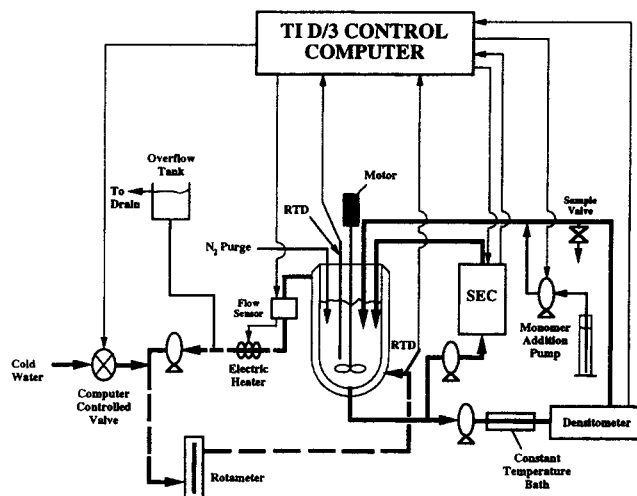 TI D/3 CONTROL
COMPUTER
Overflow
Tank
To
Drain
Motor
RTD
N2 Purge
Sample
Valve
Flow
Sensor
SEC
RTD
Monomer
Addition
Pump
Cold
Water
Electric
Heater
Computer
Controlled
Valve
Densitometer
Constant
Temperature
Bath
Rotameter